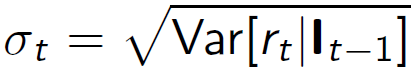 σ_t = √Var[r_t|I_{t−1}]